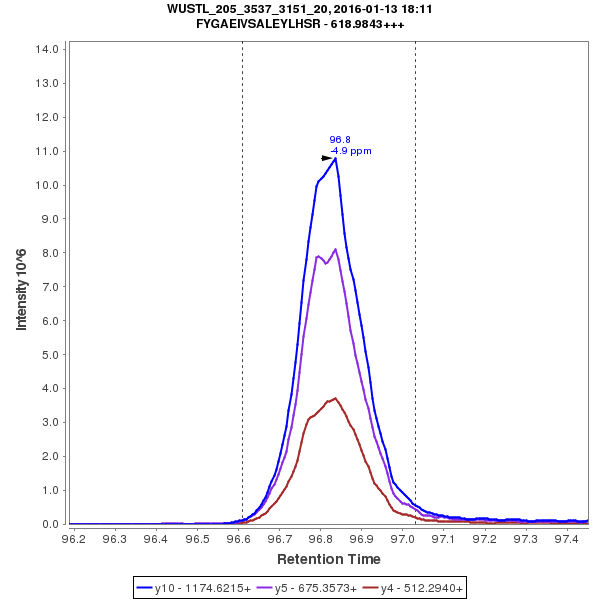 WUSTL_205_3537_3151_20, 2016-01-13 18:11
FYGAEIVSALEYLHSR - 618.9843+++
14.0
13.0
12.0
11.0
10.0
9.0
8.0
7.0
6.0
5.0
4.0
3.0
2.0
1.0
0.0
Intensity 10^6
96.8
-4.9 ppm
96.2 96.3 96.4 96.5 96.6 96.7 96.8 96.9 97.0 97.1 97.2 97.3 97.4
Retention Time
y10 - 1174.6215+ y5 - 675.3573+ y4 - 512.2940+